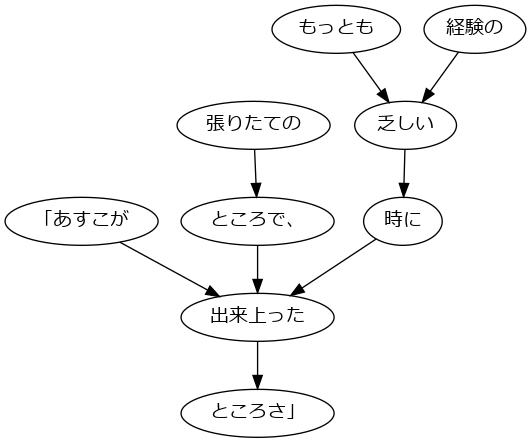 もっとも
経験の
張りたての
乏しい
「あすこが
ところで、
時に
出来上った
ところさ」